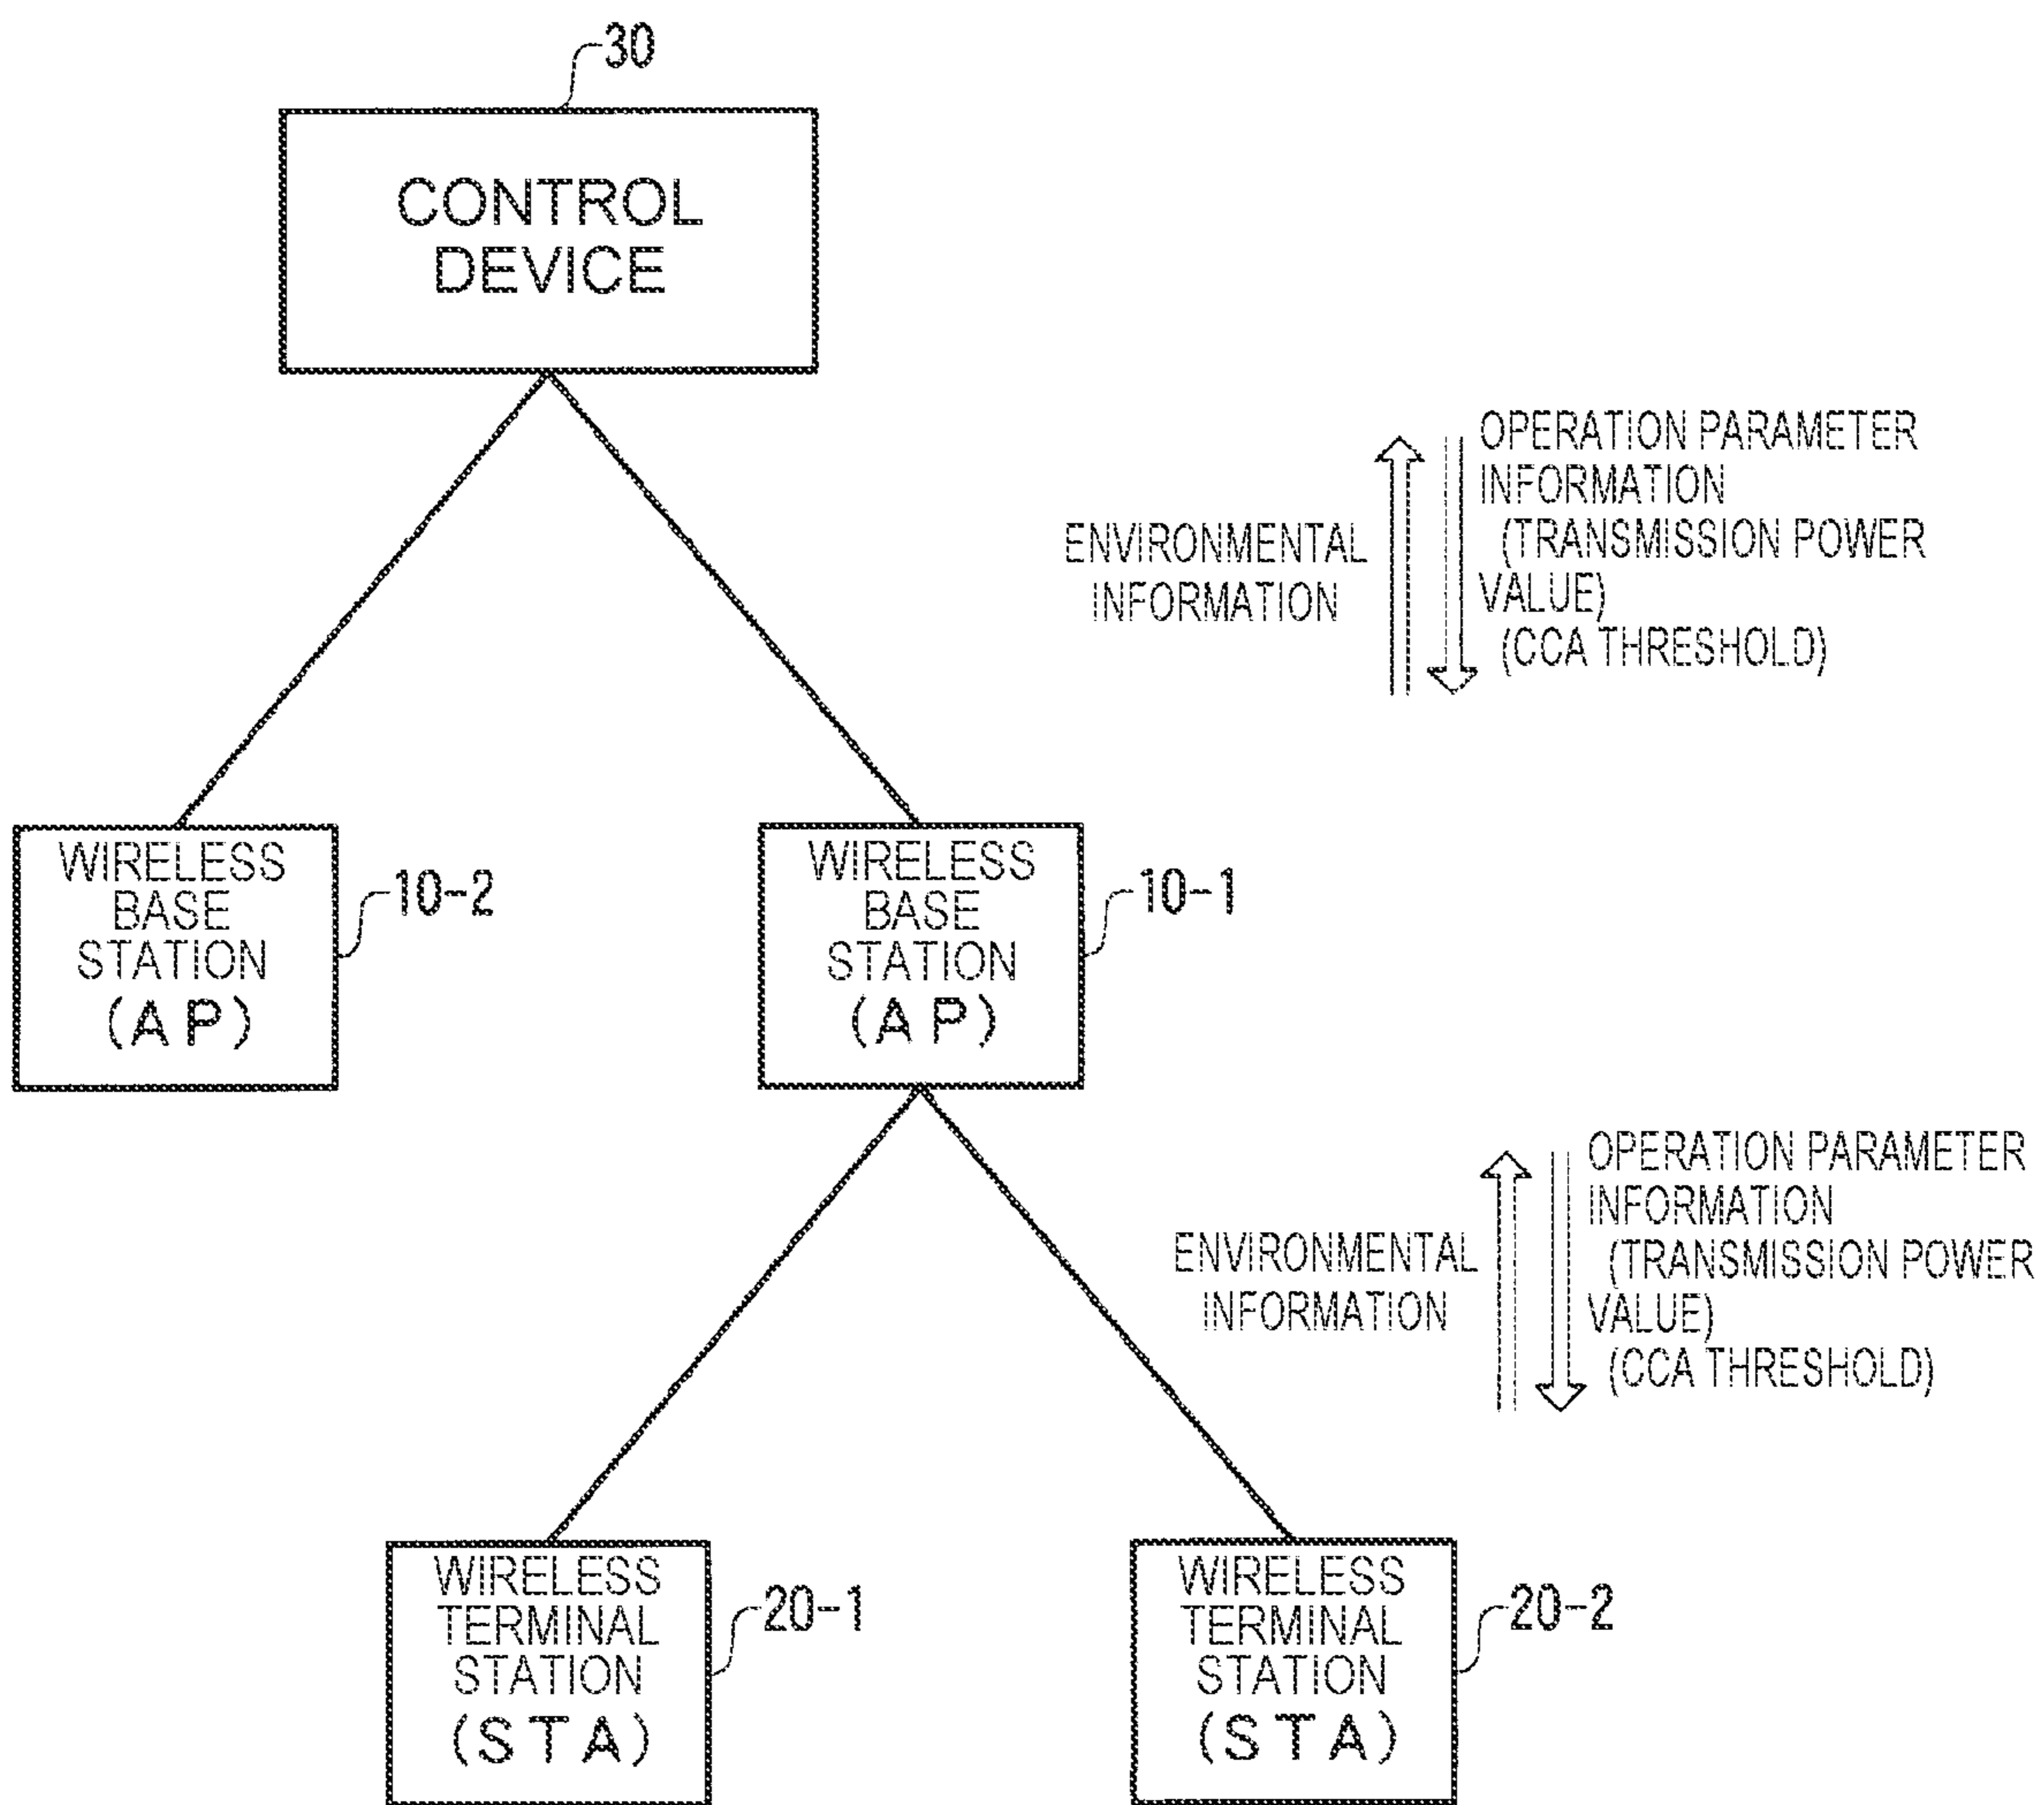 30
CONTROL
DEVICE
OPERATION PARAMETER
INFORMATION
(TRANSMISSION POWER
VALUE)
(CCA THRESHOLD)
ENVIRONMENTAL
INFORMATION
WIRELESS
BASE
STATION
(AP)
10-2
WIRELESS
BASE
STATION
(AP)
10-1
OPERATION PARAMETER
INFORMATION
(TRANSMISSION POWER
VALUE)
(CCA THRESHOLD)
ENVIRONMENTAL
INFORMATION
WIRELESS
TERMINAL
STATION
(STA)
20-1
WIRELESS
TERMINAL
STATION
(STA)
20-2